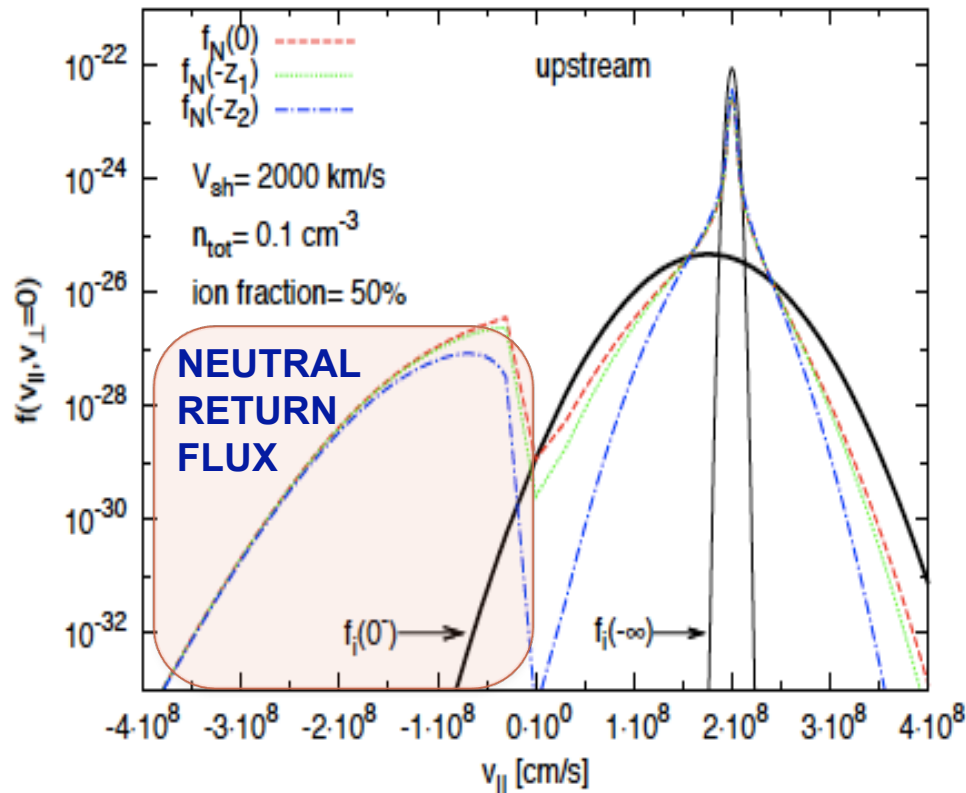 f_N(0)
f_N(-z_1)
f_N(-z_2)
upstream
V_sh= 2000 km/s
n_tot= 0.1 cm^-3
ion fraction= 50%
NEUTRAL
RETURN
FLUX
f_i(0^-)
f_i(-∞)
f(v_||,v_⊥=0)
10^-22
10^-24
10^-26
10^-28
10^-30
10^-32
-4·10^8 -3·10^8 -2·10^8 -1·10^8 0·10^0 1·10^8 2·10^8 3·10^8 4·10^8
v_|| [cm/s]